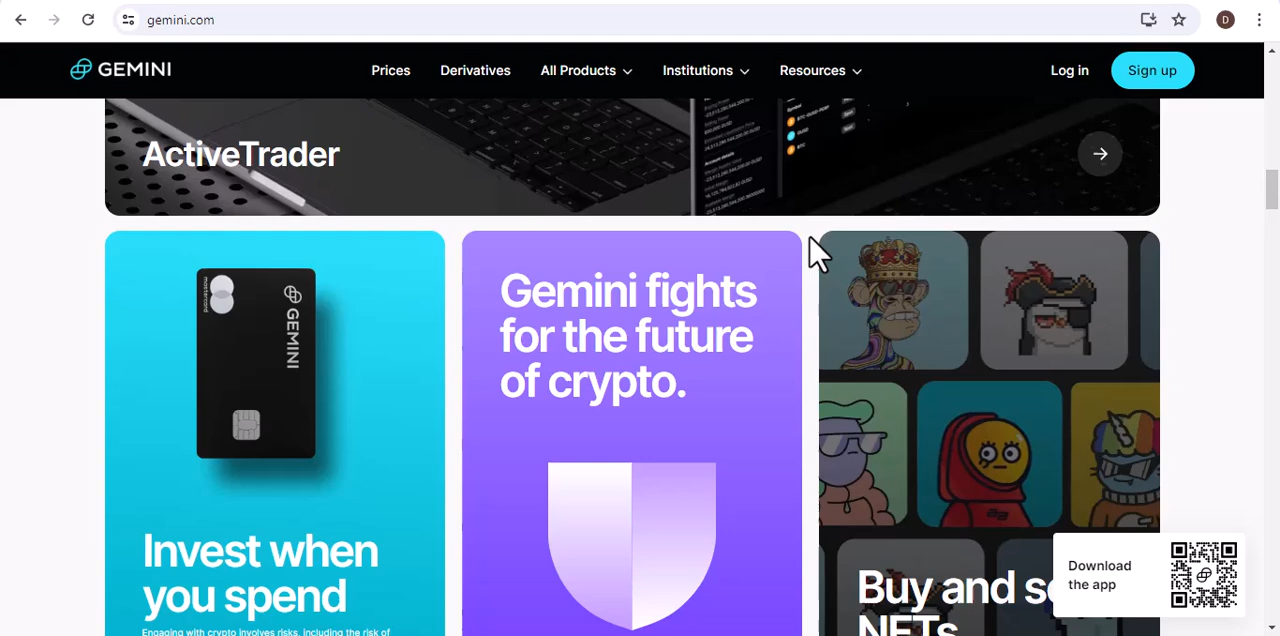 gemini.com
D
GEMINI
Prices
Derivatives
All Products
Institutions
Resources
Log in
Sign up
ActiveTrader
mastercard
GEMINI
Invest when
you spend
Engaging with crypto involves risks, including the risk of
Gemini fights
for the future
of crypto.
Buy and se
NFTs
Download
the app